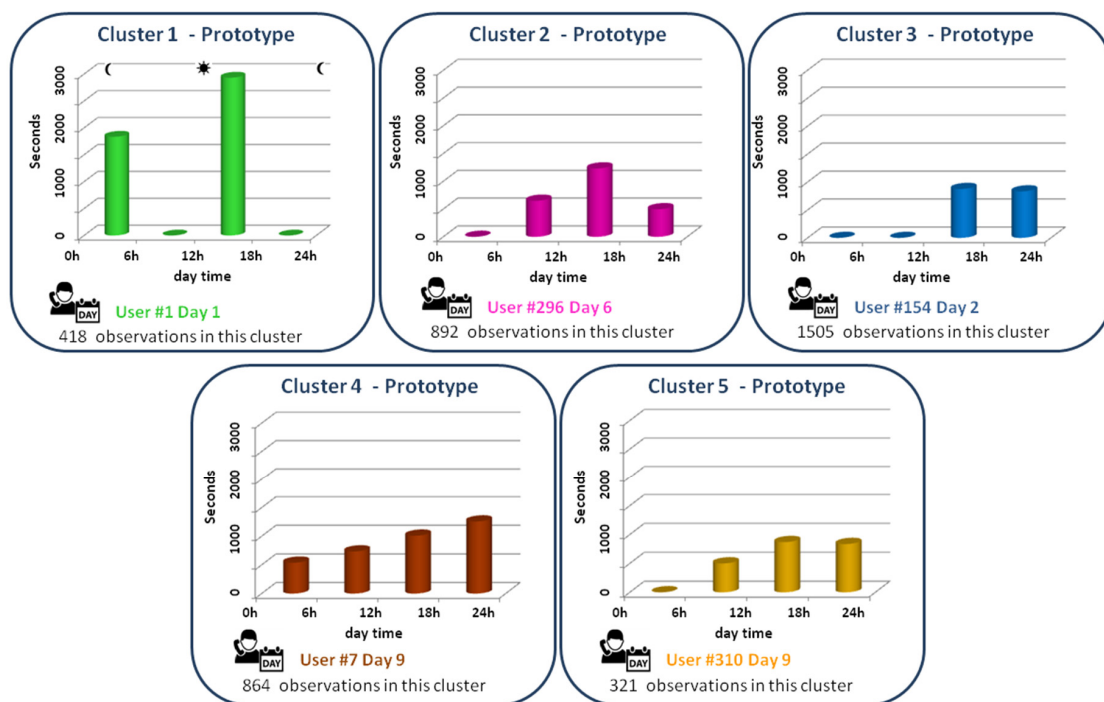 Cluster 1 - Prototype
3000
2000
1000
0
Seconds
0h 6h 12h 18h 24h
day time
DAY
User #1 Day 1
418 observations in this cluster
Cluster 2 - Prototype
3000
2000
1000
0
Seconds
0h 6h 12h 18h 24h
day time
DAY
User #296 Day 6
892 observations in this cluster
Cluster 3 - Prototype
3000
2000
1000
0
Seconds
0h 6h 12h 18h 24h
day time
DAY
User #154 Day 2
1505 observations in this cluster
Cluster 4 - Prototype
3000
2000
1000
0
Seconds
0h 6h 12h 18h 24h
day time
DAY
User #7 Day 9
864 observations in this cluster
Cluster 5 - Prototype
3000
2000
1000
0
Seconds
0h 6h 12h 18h 24h
day time
DAY
User #310 Day 9
321 observations in this cluster